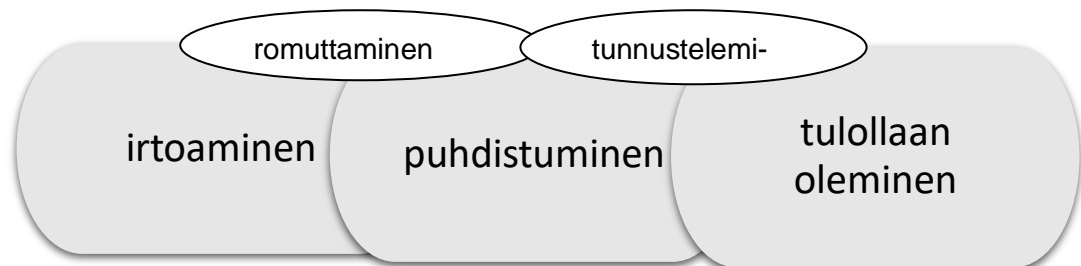 romuttaminen
tunnustelemi-
irtoaminen
puhdistuminen
tulollaan
oleminen